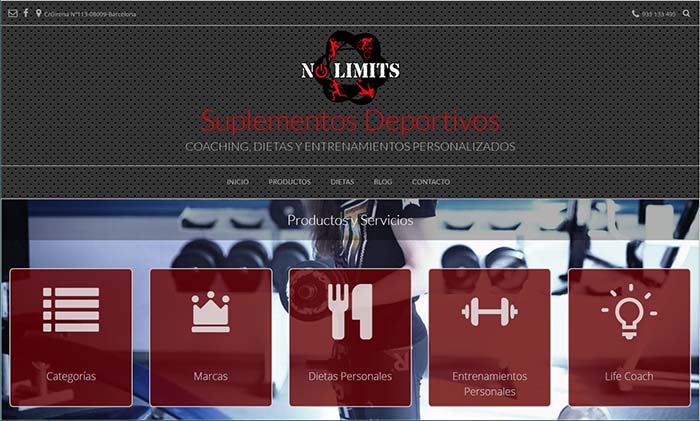 C/Girona Nº113-08009-Barcelona
935 133 495
NO LIMITS
Suplementos Deportivos
COACHING, DIETAS Y ENTRENAMIENTOS PERSONALIZADOS
INICIO PRODUCTOS DIETAS BLOG CONTACTO
Productos y Servicios
Categorías
Marcas
Dietas Personales
Entrenamientos
Personales
Life Coach